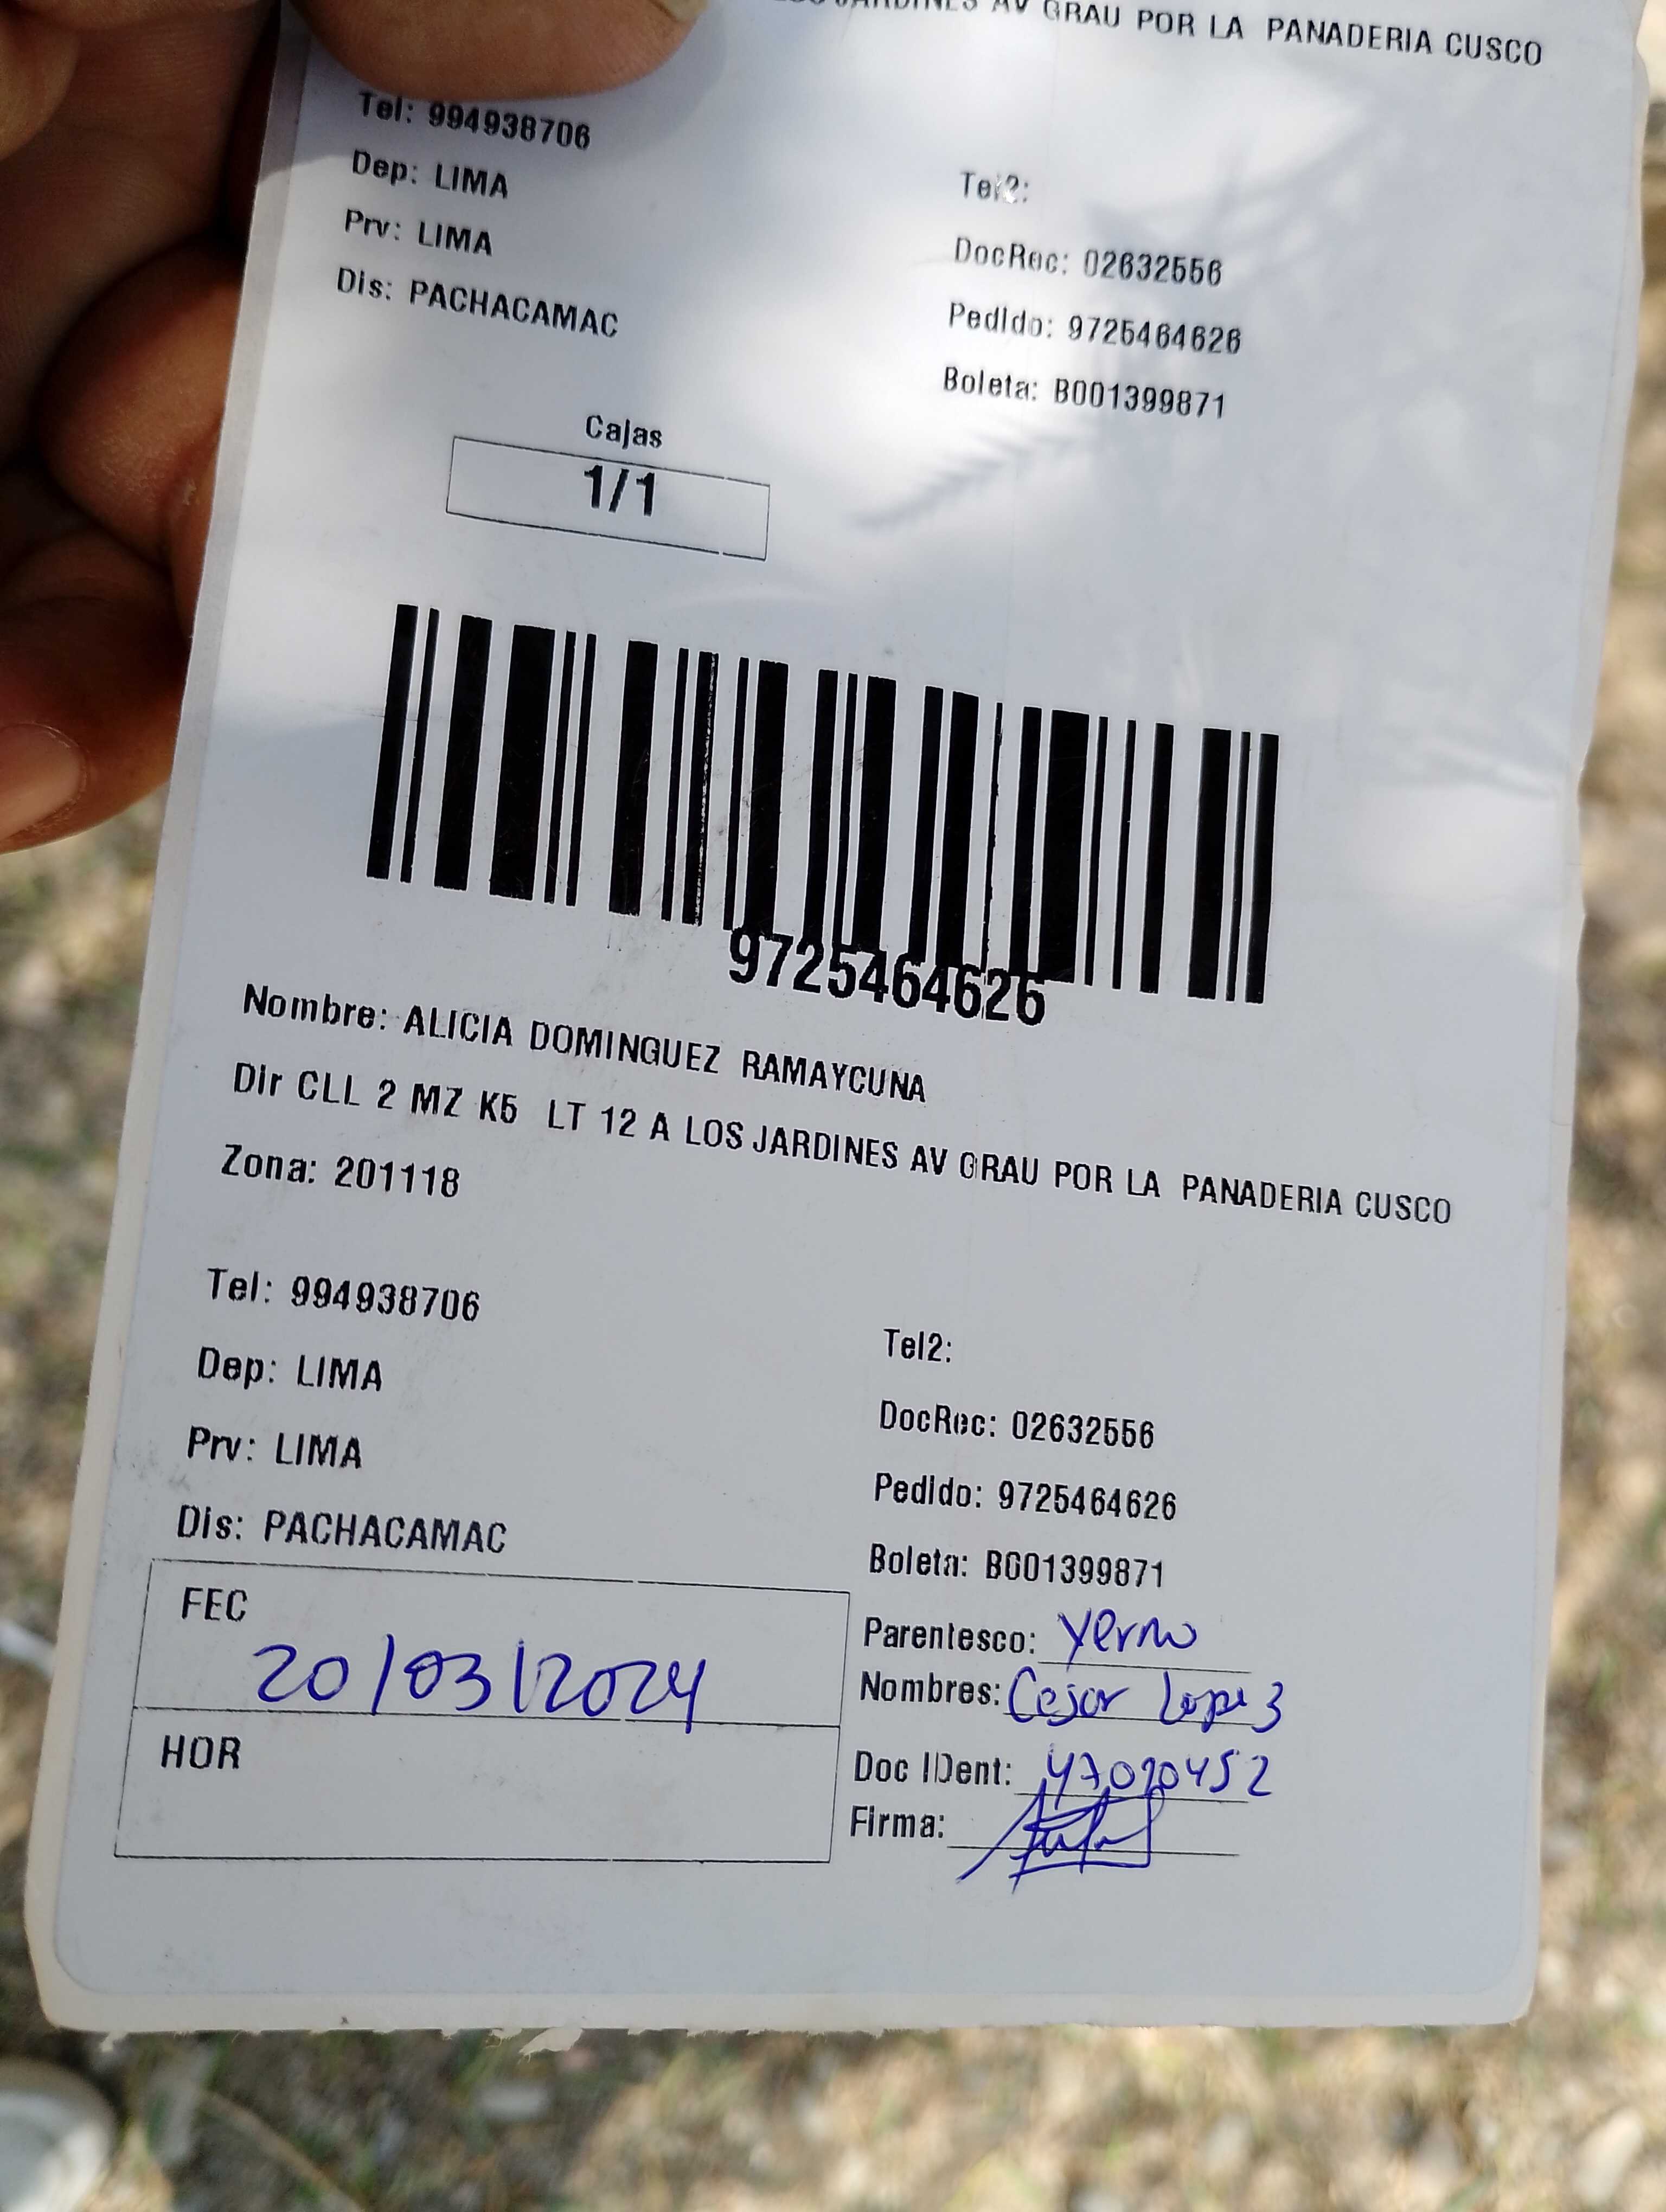 JARDINES AV GRAU POR LA PANADERIA CUSCO
Tel: 994938706
Dep: LIMA
Prv: LIMA
Dis: PACHACAMAC
Tel2:
DocRec: 02632556
Pedido: 9725464626
Boleta: B001399871
Cajas
1/1
9725464626
Nombre: ALICIA DOMINGUEZ RAMAYCUNA
Dir CLL 2 MZ K5 LT 12 A LOS JARDINES AV GRAU POR LA PANADERIA CUSCO
Zona: 201118
Tel: 994938706
Dep: LIMA
Prv: LIMA
Dis: PACHACAMAC
Tel2:
DocRec: 02632556
Pedido: 9725464626
Boleta: B001399871
FEC
20/03/2024
HOR
Parentesco: Yerno
Nombres: Cesar Lopez
Doc IDent: 47090452
Firma: